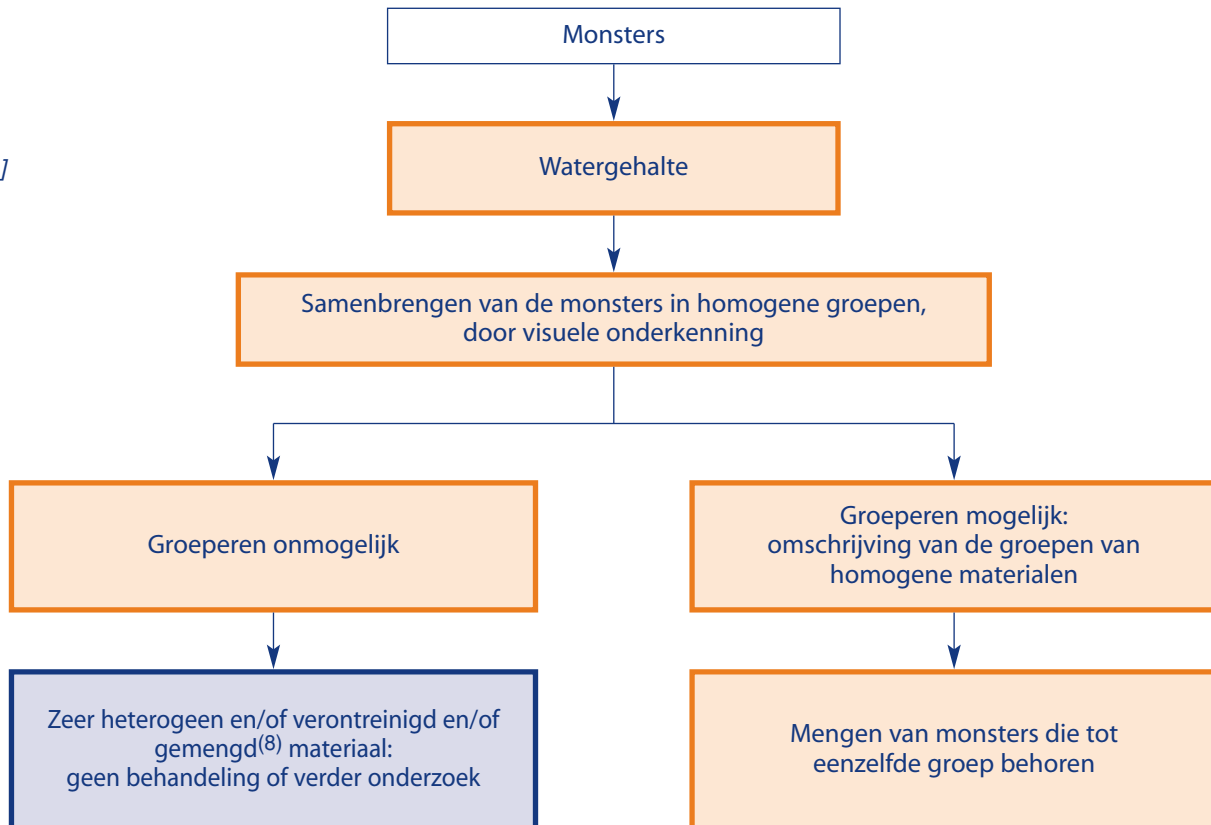 Monsters
]
Watergehalte
Samenbrengen van de monsters in homogene groepen,
door visuele onderkenning
Groeperen onmogelijk
Groeperen mogelijk:
omschrijving van de groepen van
homogene materialen
Zeer heterogeen en/of verontreinigd en/of
gemengd(8) materiaal:
geen behandeling of verder onderzoek
Mengen van monsters die tot
eenzelfde groep behoren